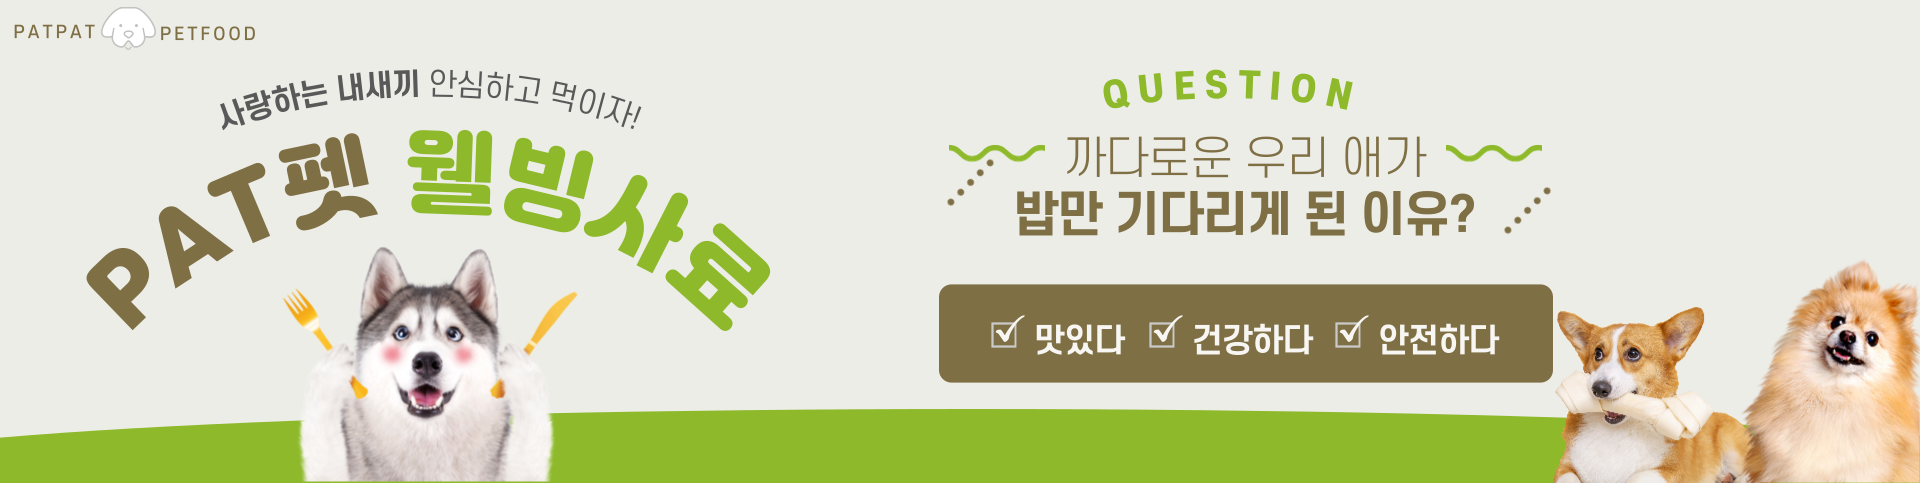 PATPAT PETFOOD
사랑하는 내새끼 안심하고 먹이자!
PAT펫 웰빙사료
QUESTION
까다로운 우리 애가
밥만 기다리게 된 이유?
맛있다 건강하다 안전하다